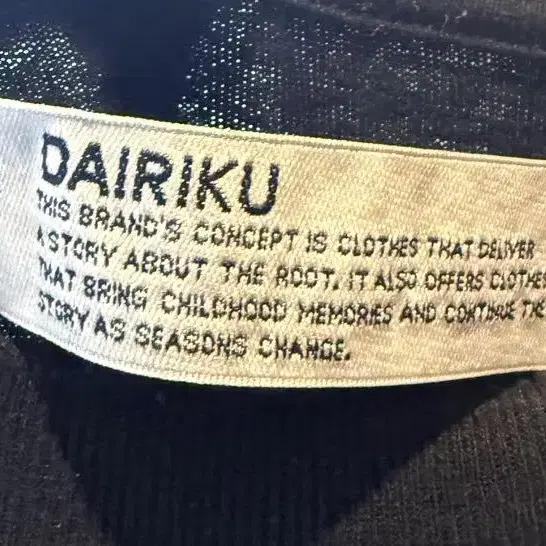 DAIRIKU
THIS BRAND'S CONCEPT IS CLOTHES THAT DELIVER
A STORY ABOUT THE ROOT. IT ALSO OFFERS CLOTHES
THAT BRING CHILDHOOD MEMORIES AND CONTINUE THE
STORY AS SEASONS CHANGE.